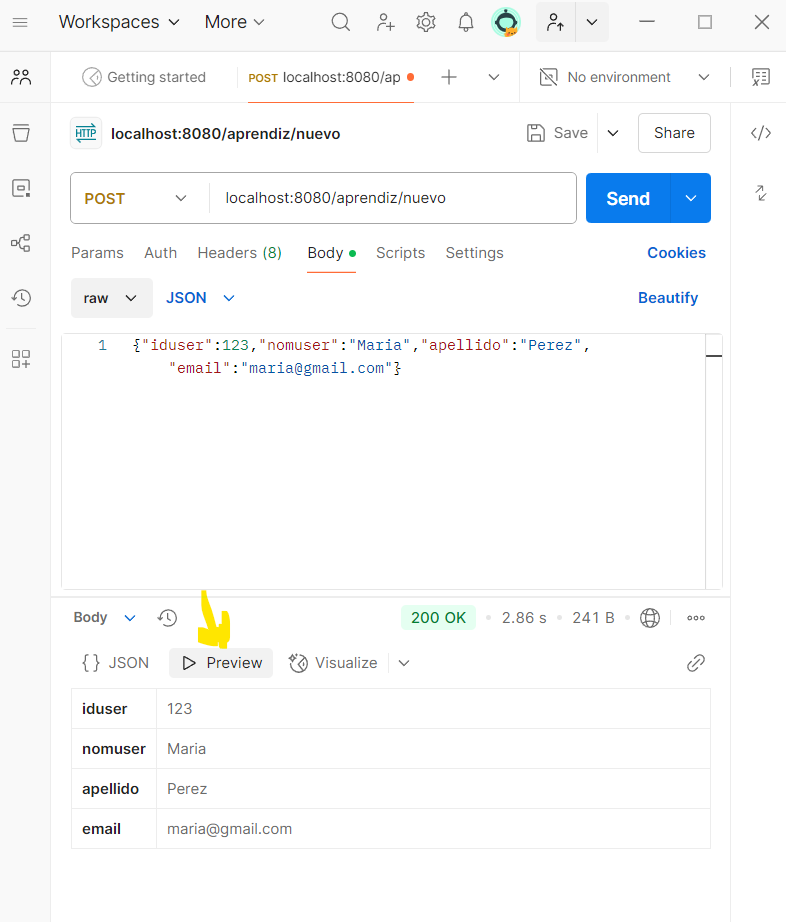 Workspaces More
Getting started POST localhost:8080/ap No environment
HTTP localhost:8080/aprendiz/nuevo Save Share
POST localhost:8080/aprendiz/nuevo Send
Params Auth Headers (8) Body Scripts Settings Cookies
raw JSON Beautify
1 {"iduser":123,"nomuser":"Maria","apellido":"Perez",
"email":"maria@gmail.com"}
Body 200 OK 2.86 s 241 B
{} JSON Preview Visualize
iduser 123
nomuser Maria
apellido Perez
email maria@gmail.com